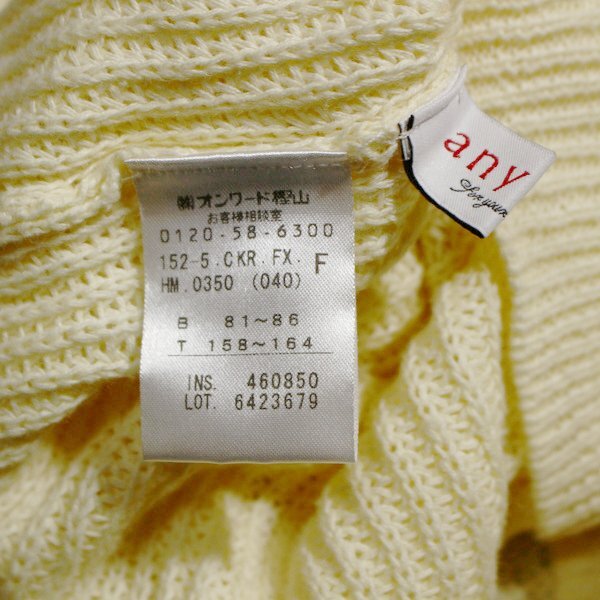 ㈱オンワード樫山
お客様相談室
0120-58-6300
152-5.CKR.FX. F
HM.0350 (040)
B 81~86
T 158~164
INS. 460850
LOT. 6423679
any